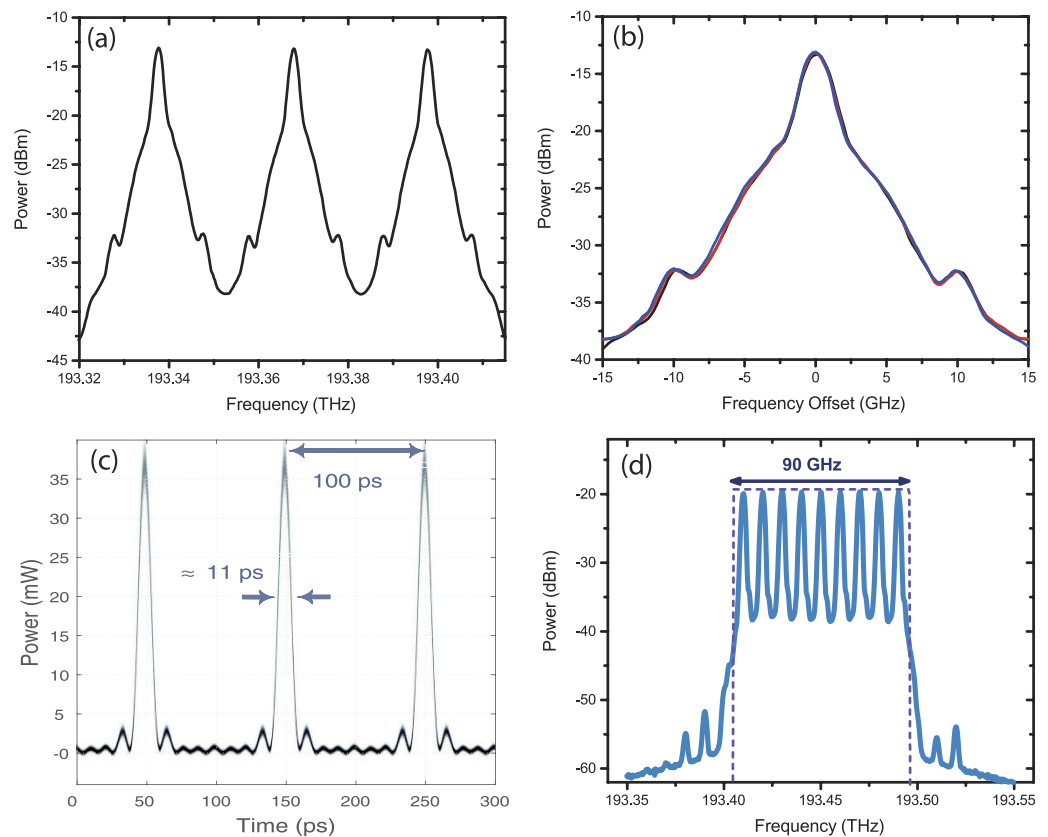 (a)
-10
-15
-20
-25
-30
-35
-40
-45
Power (dBm)
193.32 193.34 193.36 193.38 193.40
Frequency (THz)
(b)
-10
-15
-20
-25
-30
-35
-40
Power (dBm)
-15 -10 -5 0 5 10 15
Frequency Offset (GHz)
(c)
35
30
25
20
15
10
5
-0
Power (mW)
100 ps
≈ 11 ps
0 50 100 150 200 250 300
Time (ps)
(d)
90 GHz
-20
-30
-40
-50
-60
Power (dBm)
193.35 193.40 193.45 193.50 193.55
Frequency (THz)